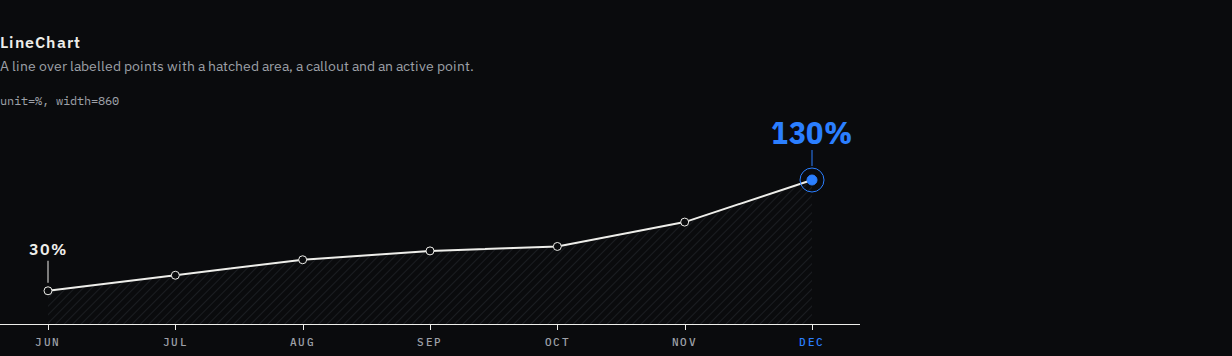 LineChart
A line over labelled points with a hatched area, a callout and an active point.
unit=%, width=860
130%
30%
JUN JUL AUG SEP OCT NOV DEC